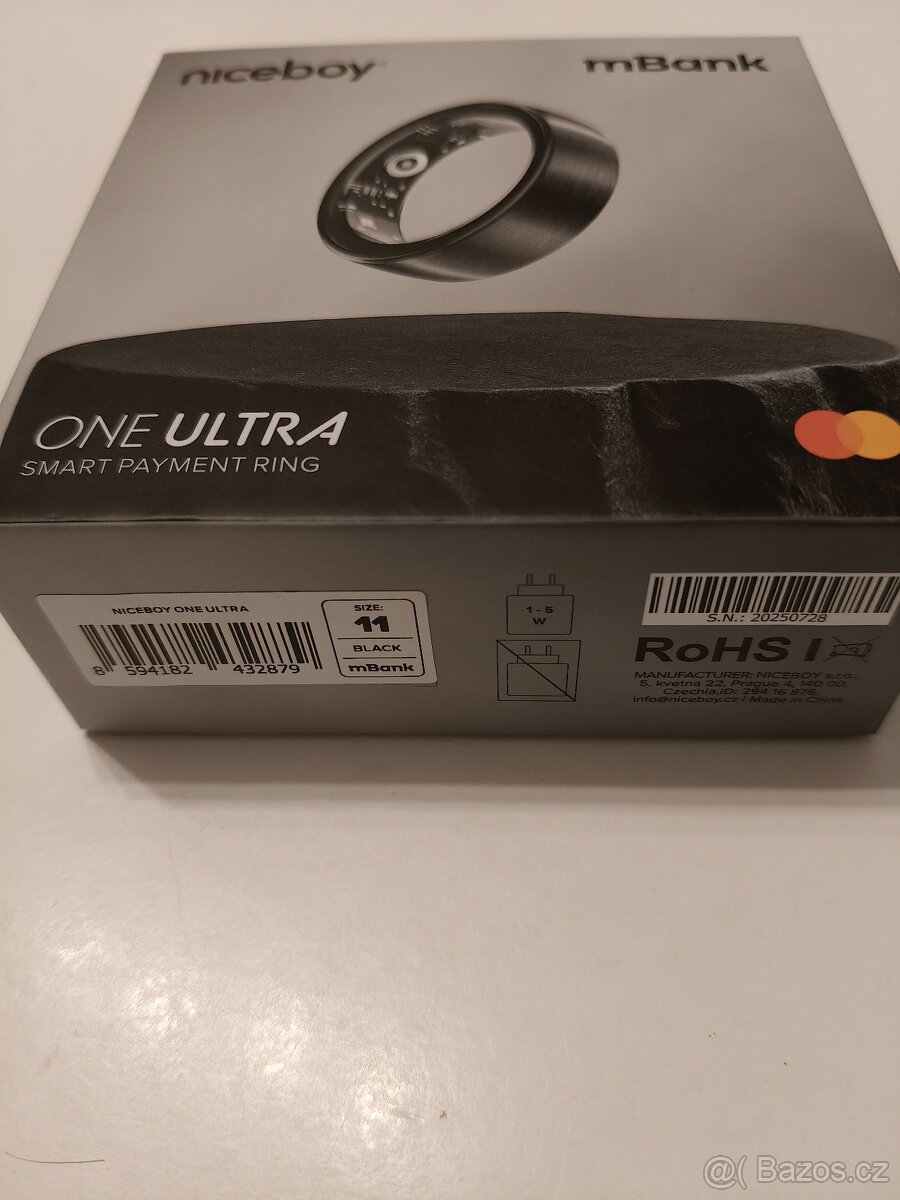 niceboy
mBank
ONE ULTRA
SMART PAYMENT RING
NICEBOY ONE ULTRA
8 594182 432879
SIZE:
11
BLACK
mBank
1 - 5
W
S.N.: 20250728
RoHS
MANUFACTURER: NICEBOY s.r.o.,
5. kvetna 22, Prague 4, 140 00,
Czechia,ID: 294 16 876,
info@niceboy.cz | Made in China
@( Bazos.cz